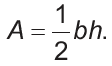 A = 1/2 bh.